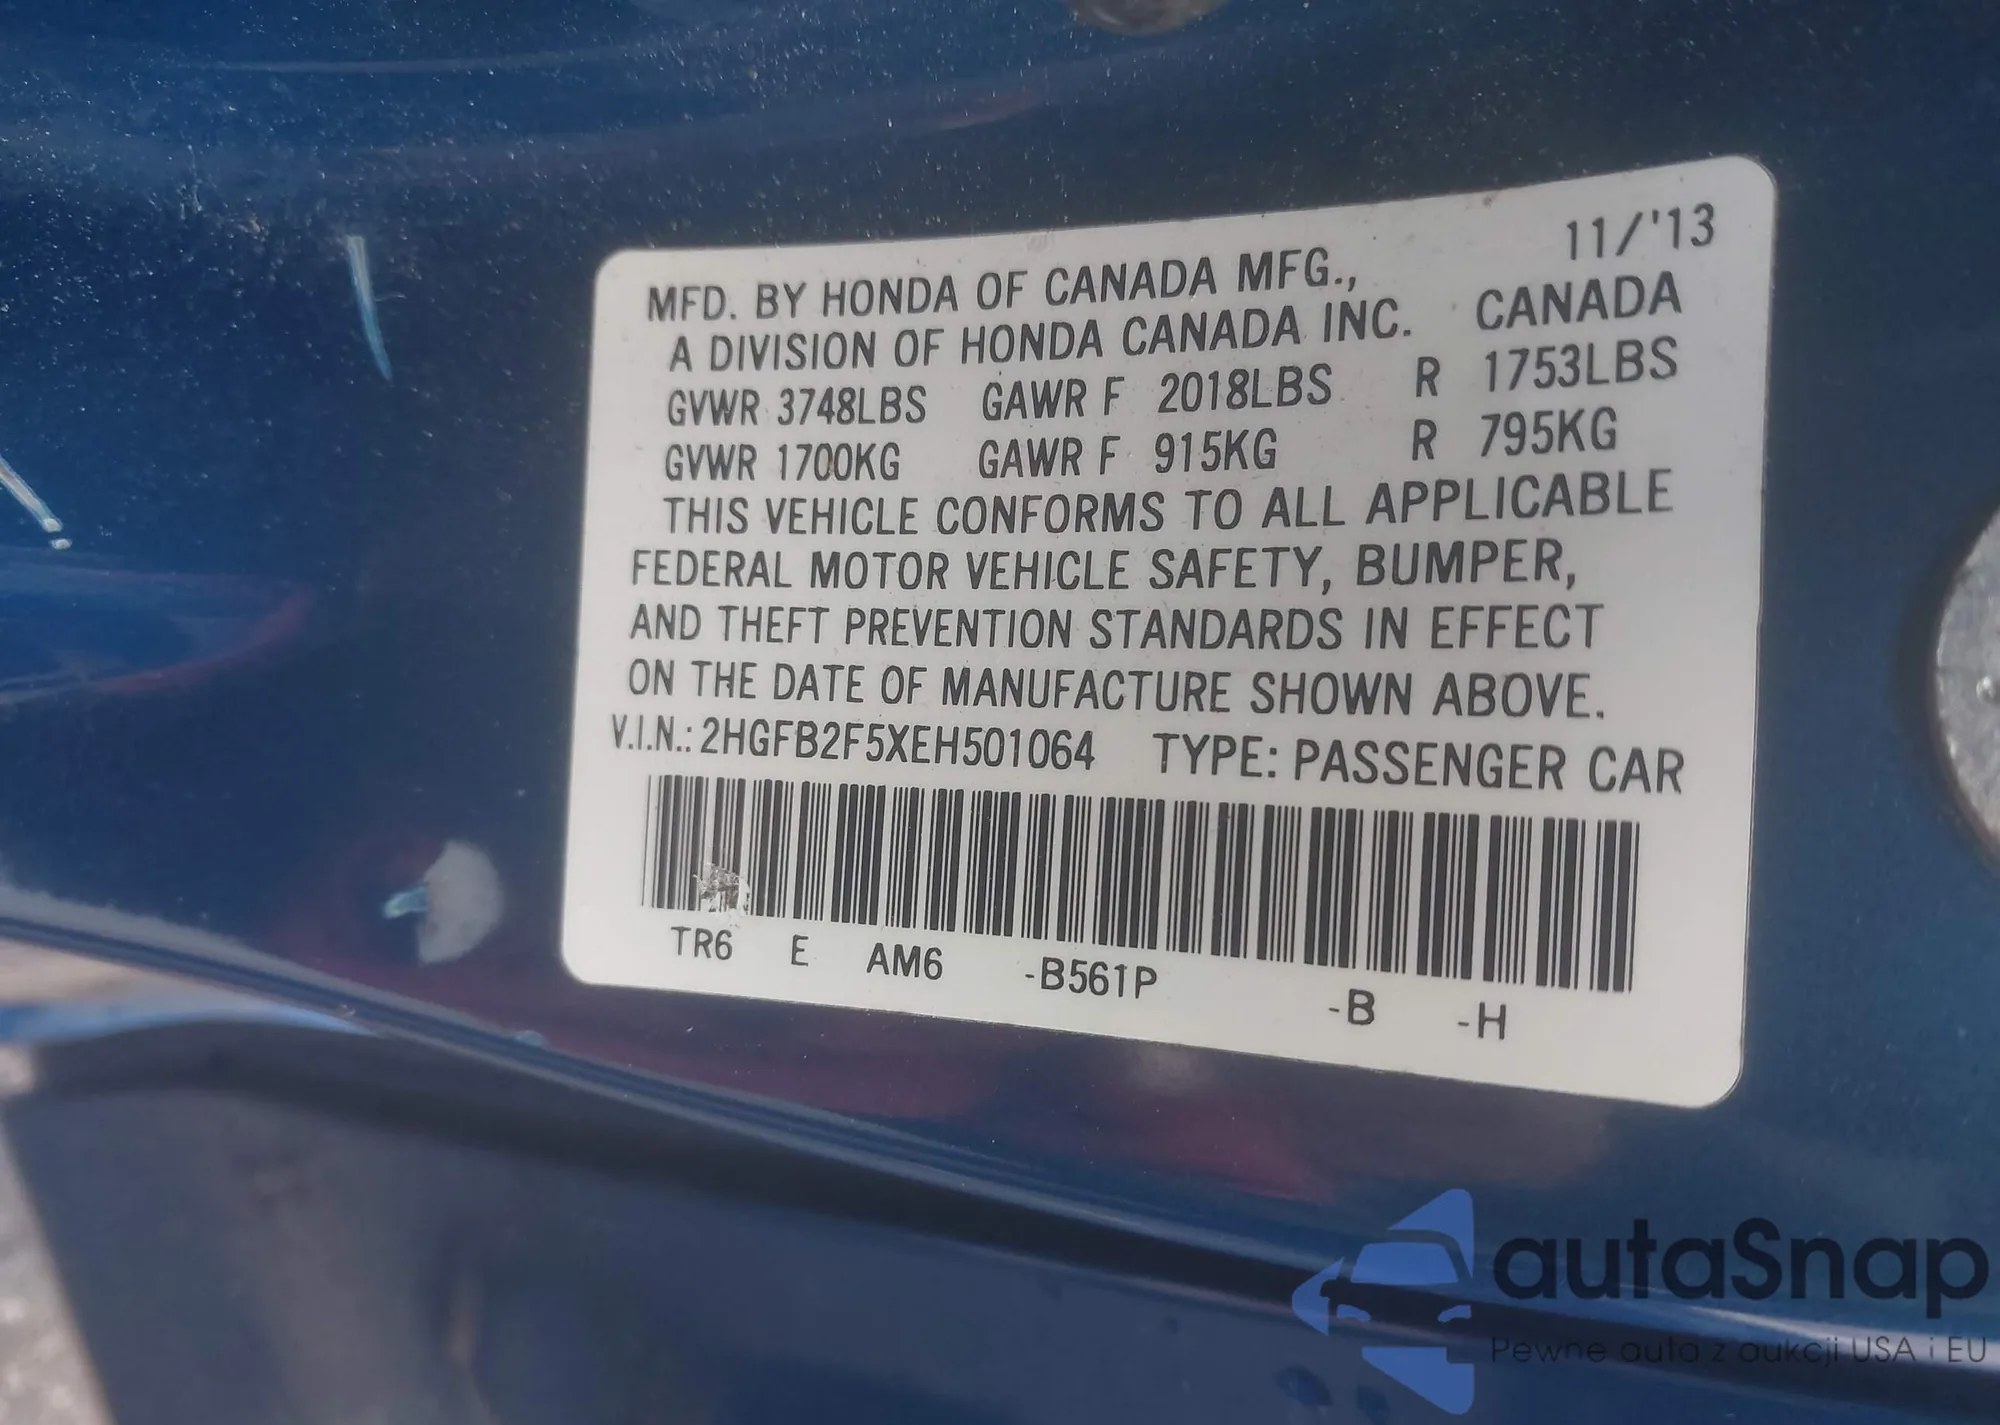 11/'13
MFD. BY HONDA OF CANADA MFG.,
A DIVISION OF HONDA CANADA INC. CANADA
GVWR 3748LBS GAWR F 2018LBS R 1753LBS
GVWR 1700KG GAWR F 915KG R 795KG
THIS VEHICLE CONFORMS TO ALL APPLICABLE
FEDERAL MOTOR VEHICLE SAFETY, BUMPER,
AND THEFT PREVENTION STANDARDS IN EFFECT
ON THE DATE OF MANUFACTURE SHOWN ABOVE.
V.I.N.: 2HGFB2F5XEH501064 TYPE: PASSENGER CAR
TR6 E AM6 -B561P -B -H
autaSnap
Pewne auta z aukcji USA i EU